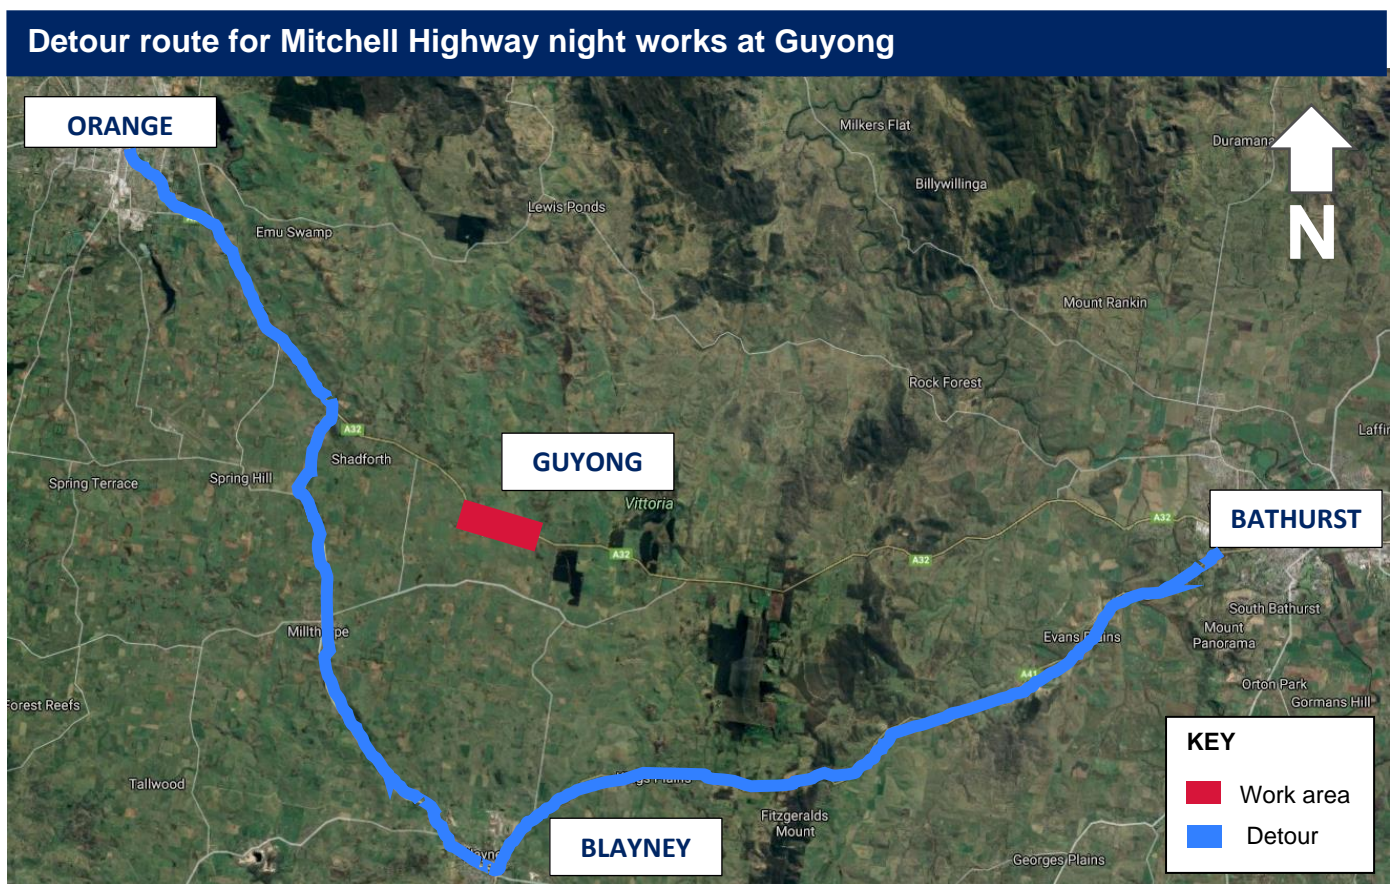 Detour route for Mitchell Highway night works at Guyong
ORANGE
Milkers Flat
Duramana
Billywillinga
Lewis Ponds
Emu Swamp
N
Mount Rankin
Rock Forest
A32
Laffin
Shadforth
GUYONG
Spring Hill
Spring Terrace
Vittoria
A32
BATHURST
A32
A32
South Bathurst
Millthorpe
Evans Plains
Mount
Panorama
A41
Orton Park
Gormans Hill
Forest Reefs
KEY
Work area
Detour
Tallwood
Kings Plains
Fitzgeralds
Mount
BLAYNEY
Georges Plains